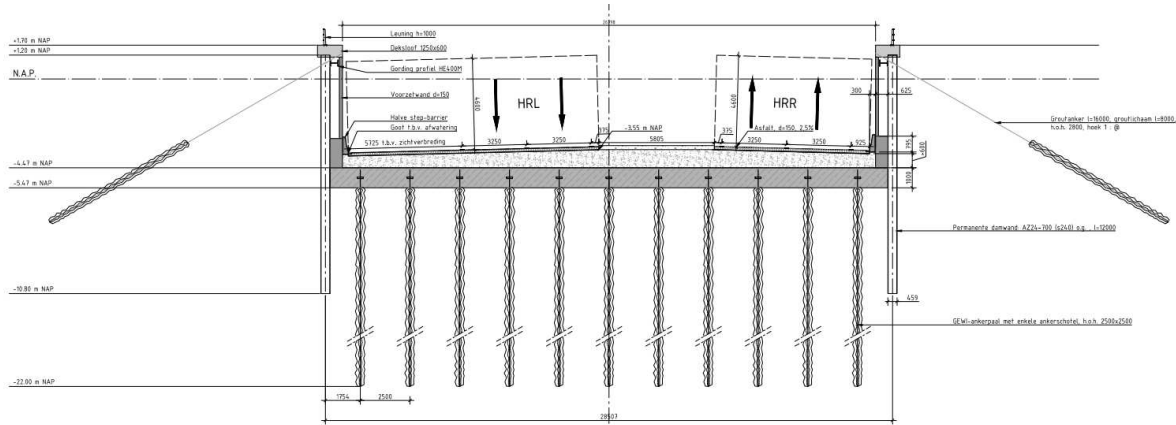 +1.70 m NAP
+1.20 m NAP
N.A.P.
-4.47 m NAP
-5.47 m NAP
-10.80 m NAP
-22.00 m NAP
Leuning h=1000
Deksloof 1250x600
Gording profiel HE400M
Voorzetwand d=150
Halve step-barrier
Goot t.b.v. afwatering
5725 t.b.v. zichtverbreding
3250
3250
375
-3.55 m NAP
5805
375
Asfalt, d=150, 2,5%
3250
3250
925
4600
HRL
4600
HRR
300
625
795
1000
Groutanker l=16000, groutlichaam l=8000,
h.o.h. 2800, hoek 1 : @
Permanente damwand: AZ24-700 (s240) o.g. , l=12000
459
GEWI-ankerpaal met enkele ankerschotel, h.o.h. 2500x2500
1754
2500
28507